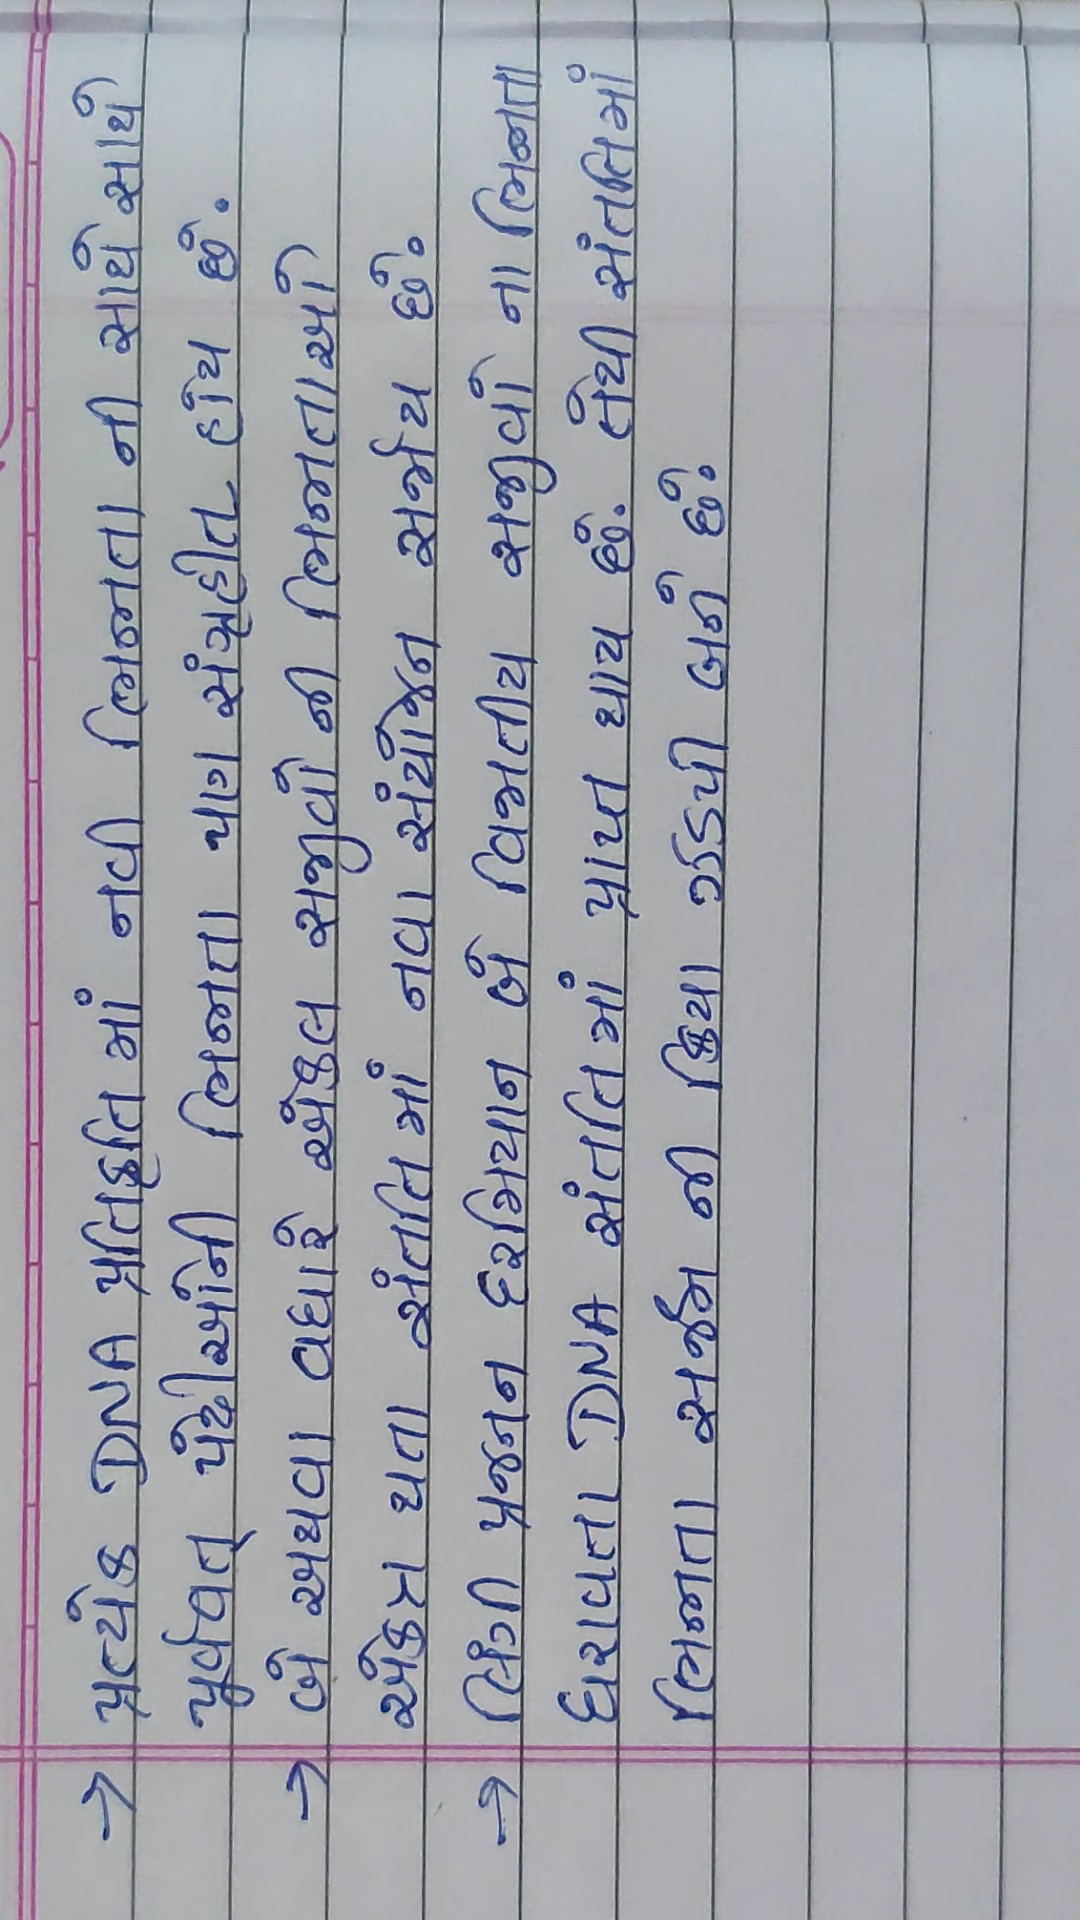 → પ્રત્યેક DNA પ્રતિકૃતિ માં નવી ભિન્નતા ની સાથે સાથે
પૂર્વવત્ પેઢીઓની ભિન્નતા પણ સંગ્રહીત હોય છે.
→ બે અથવા વધારે એકલ સજીવો ની ભિન્નતાઓ
એકત્ર થતા સંતતિ માં નવા સંયોજન સર્જાય છે.
→ લિંગી પ્રજનન દરમિયાન બે વિજાતીય સજીવો ના ભિન્નતા
ધરાવતા DNA સંતતિ માં પ્રાપ્ત થાય છે. તેથી સંતતિ માં
ભિન્નતા સર્જન ની ક્રિયા ઝડપી બને છે.